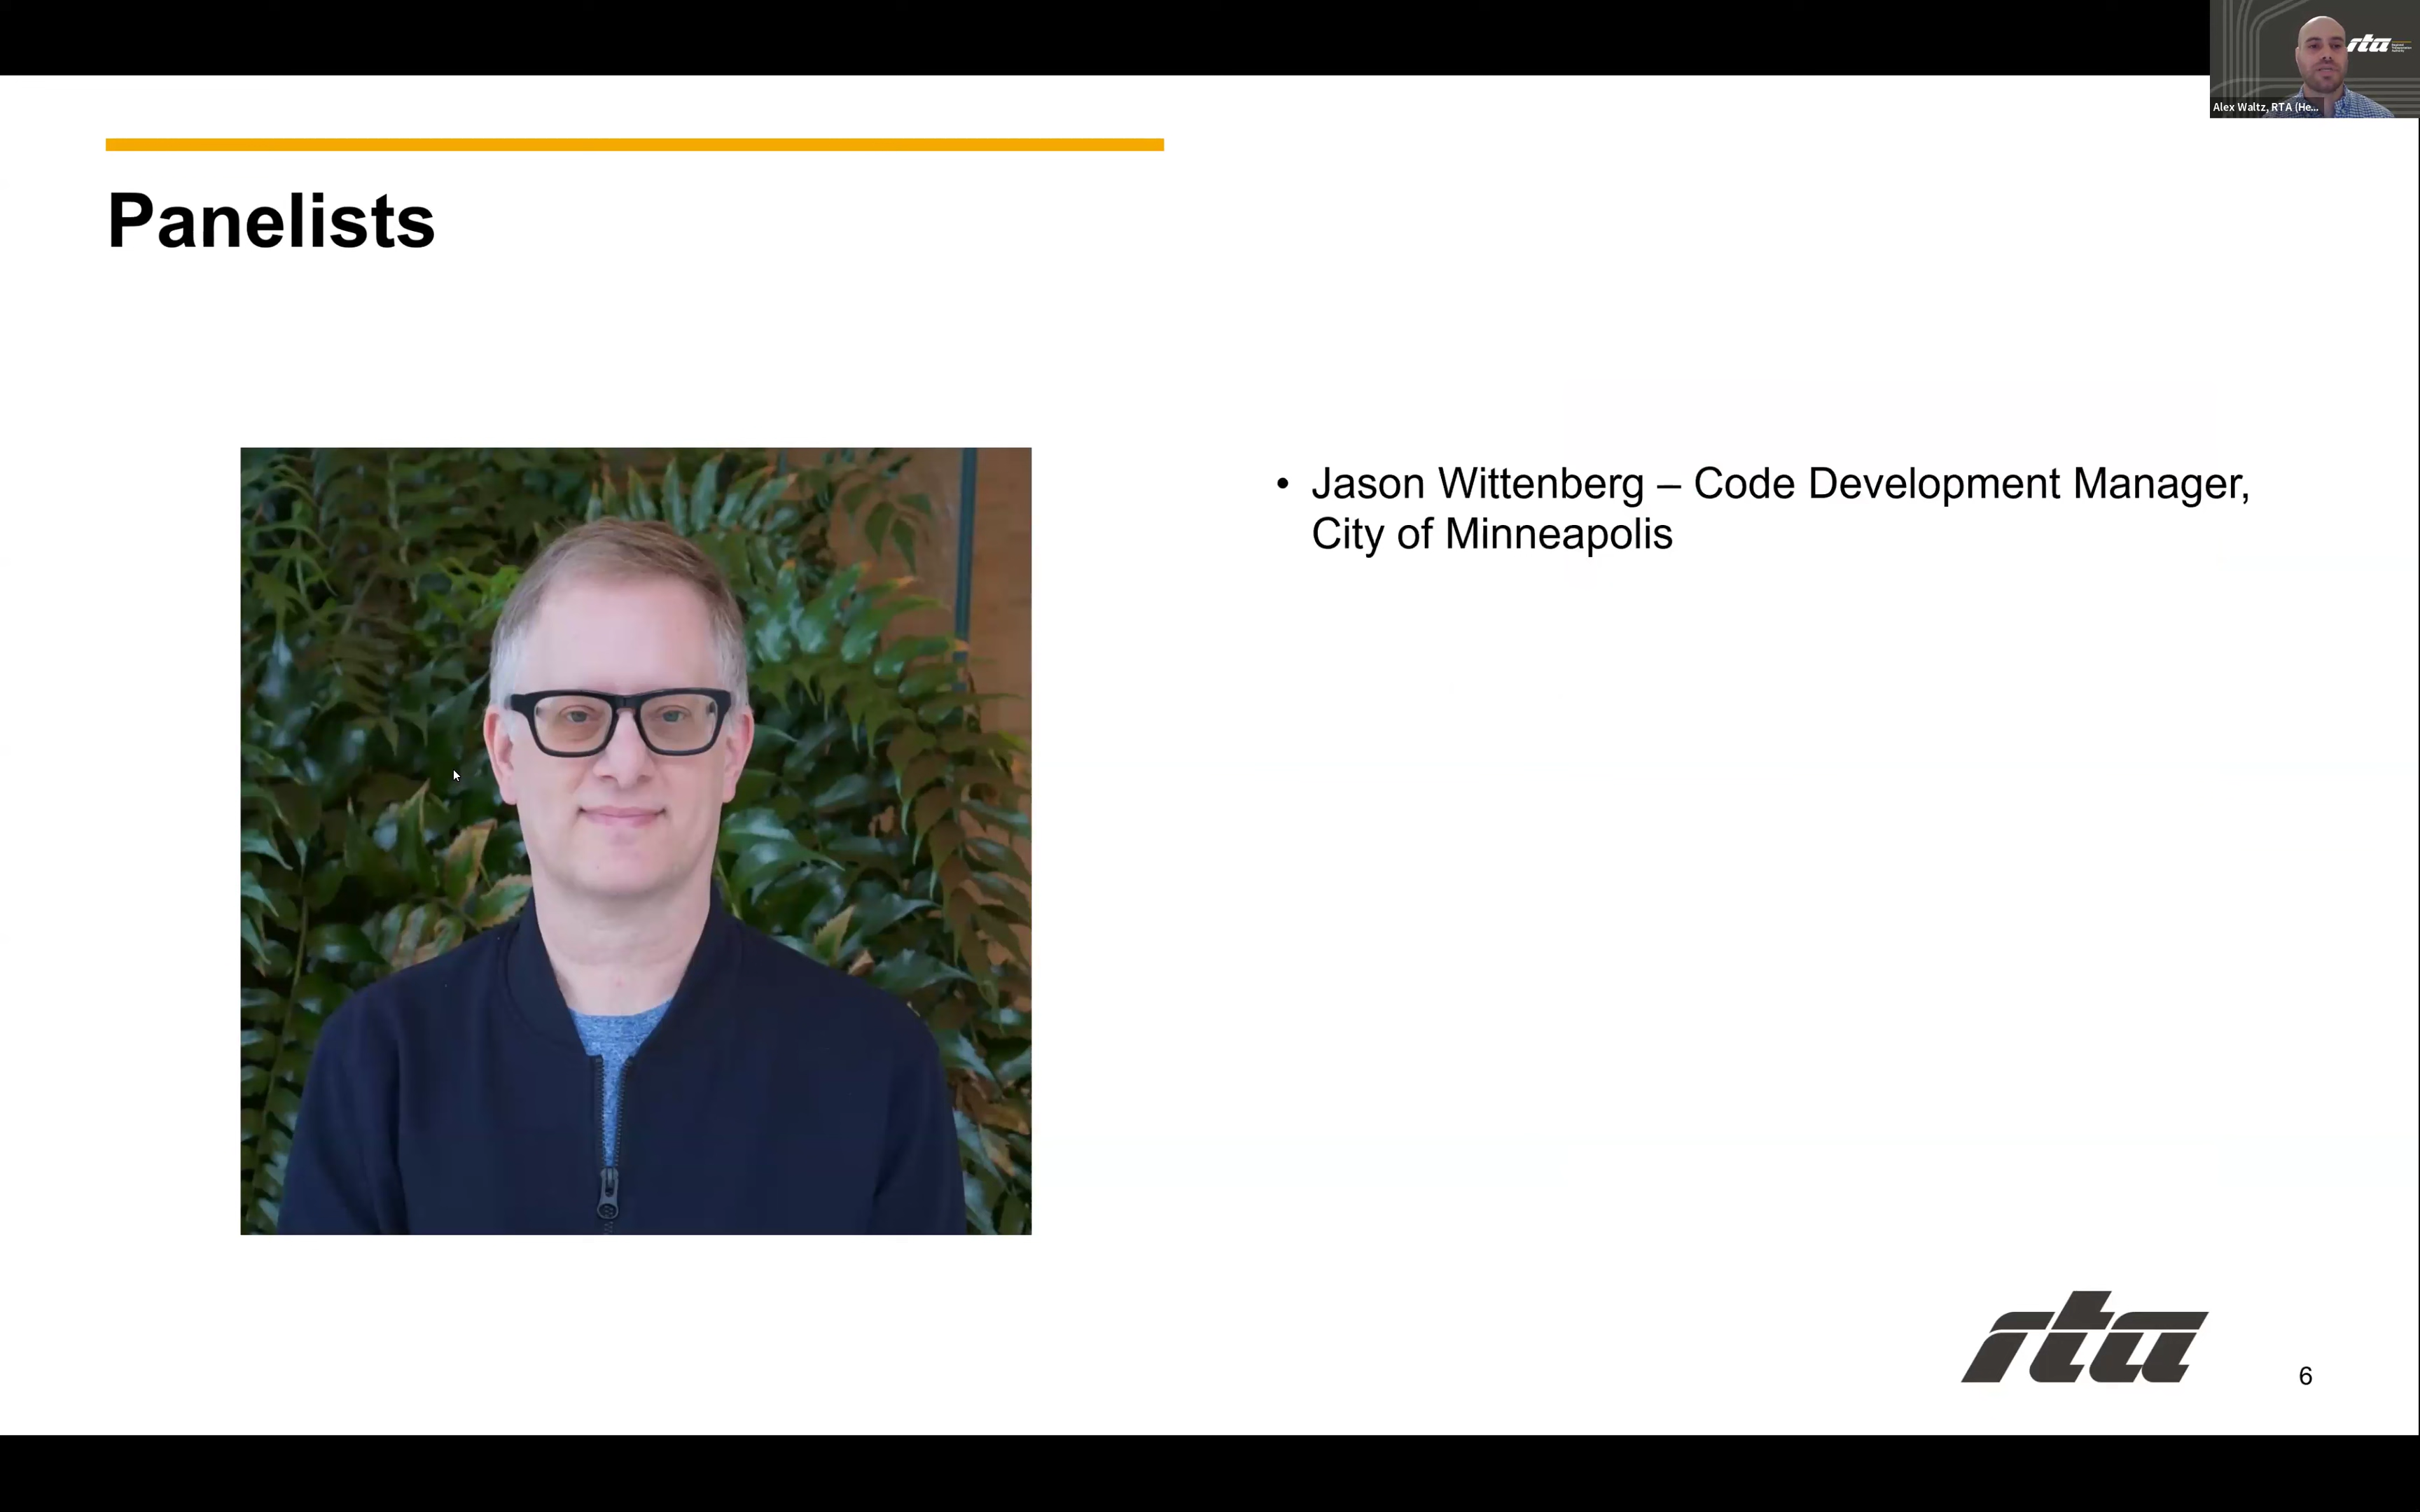 rta
Alex Waltz, RTA (He...
Panelists
• Jason Wittenberg – Code Development Manager,
City of Minneapolis
rta
6